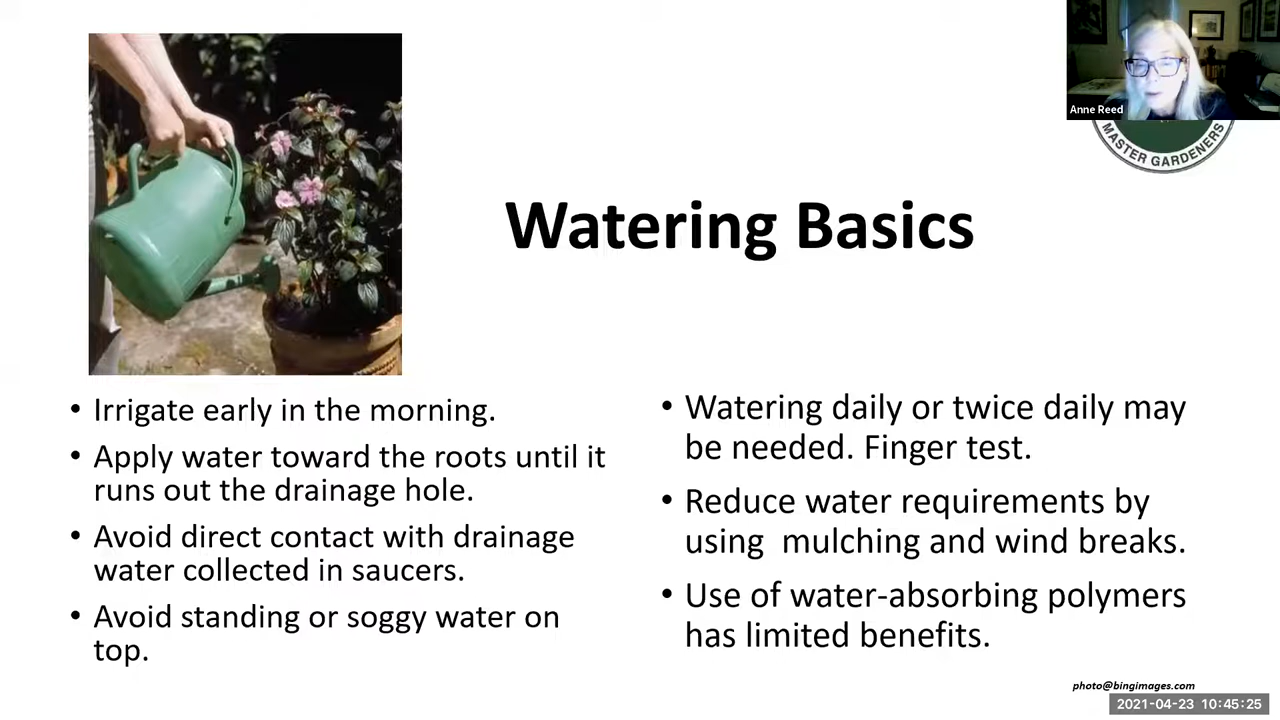 Anne Reed
MASTER GARDENERS
Watering Basics
• Irrigate early in the morning.
• Apply water toward the roots until it
runs out the drainage hole.
• Avoid direct contact with drainage
water collected in saucers.
• Avoid standing or soggy water on
top.
• Watering daily or twice daily may
be needed. Finger test.
• Reduce water requirements by
using  mulching and wind breaks.
• Use of water-absorbing polymers
has limited benefits.
photo@bingimages.com
2021-04-23 10:45:25